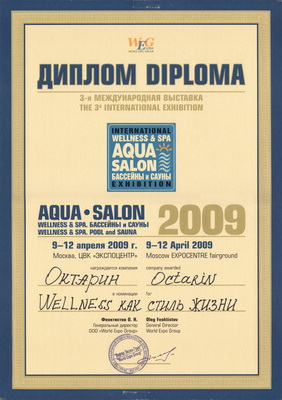 WEG
ДИПЛОМ DIPLOMA
3-я МЕЖДУНАРОДНАЯ ВЫСТАВКА
THE 3d INTERNATIONAL EXHIBITION
INTERNATIONAL
WELLNESS & SPA
AQUA
SALON
БАССЕЙНЫ и САУНЫ
EXHIBITION
AQUA • SALON 2009
WELLNESS & SPA. БАССЕЙНЫ и САУНЫ
WELLNESS & SPA. POOL and SAUNA
9–12 апреля 2009 г. 9–12 April 2009
Москва, ЦВК «ЭКСПОЦЕНТР» Moscow EXPOCENTRE fairground
награждается компания company awarded
Октарин Octarin
в номинации for
WELLNESS КАК СТИЛЬ ЖИЗНИ
Феоктистов О. Н. Oleg Feoktistov
Генеральный директор General Director
ООО «World Expo Group» World Expo Group